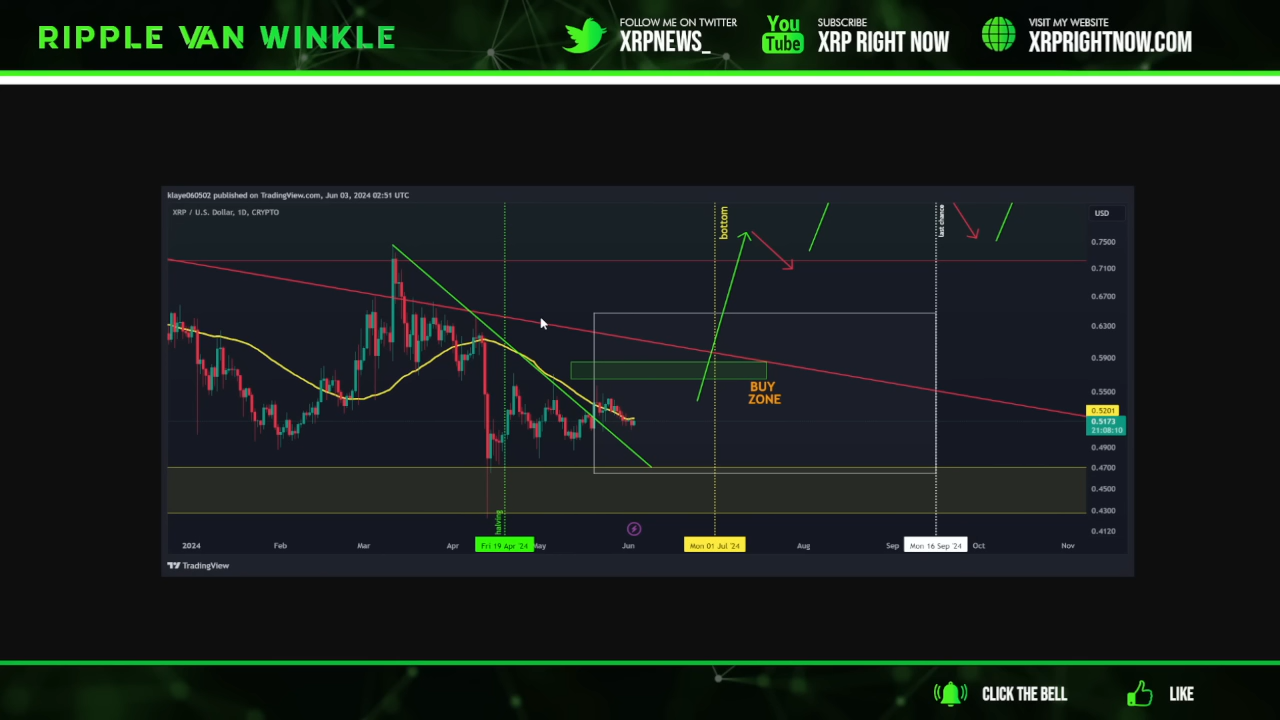 RIPPLE VAN WINKLE
FOLLOW ME ON TWITTER
XRPNEWS_
You
Tube
SUBSCRIBE
XRP RIGHT NOW
VISIT MY WEBSITE
XRPRIGHTNOW.COM
klaye060502 published on TradingView.com, Jun 03, 2024 02:51 UTC
XRP / U.S. Dollar, 1D, CRYPTO
USD
bottom
last chance
0.7500
0.7100
0.6700
0.6300
0.5900
BUY
ZONE
0.5500
0.5201
0.5173
21:08:10
0.4900
0.4700
0.4500
0.4300
0.4120
halving
2024
Feb
Mar
Apr
Fri 19 Apr '24
May
Jun
Mon 01 Jul '24
Aug
Sep
Mon 16 Sep '24
Oct
Nov
TradingView
CLICK THE BELL
LIKE